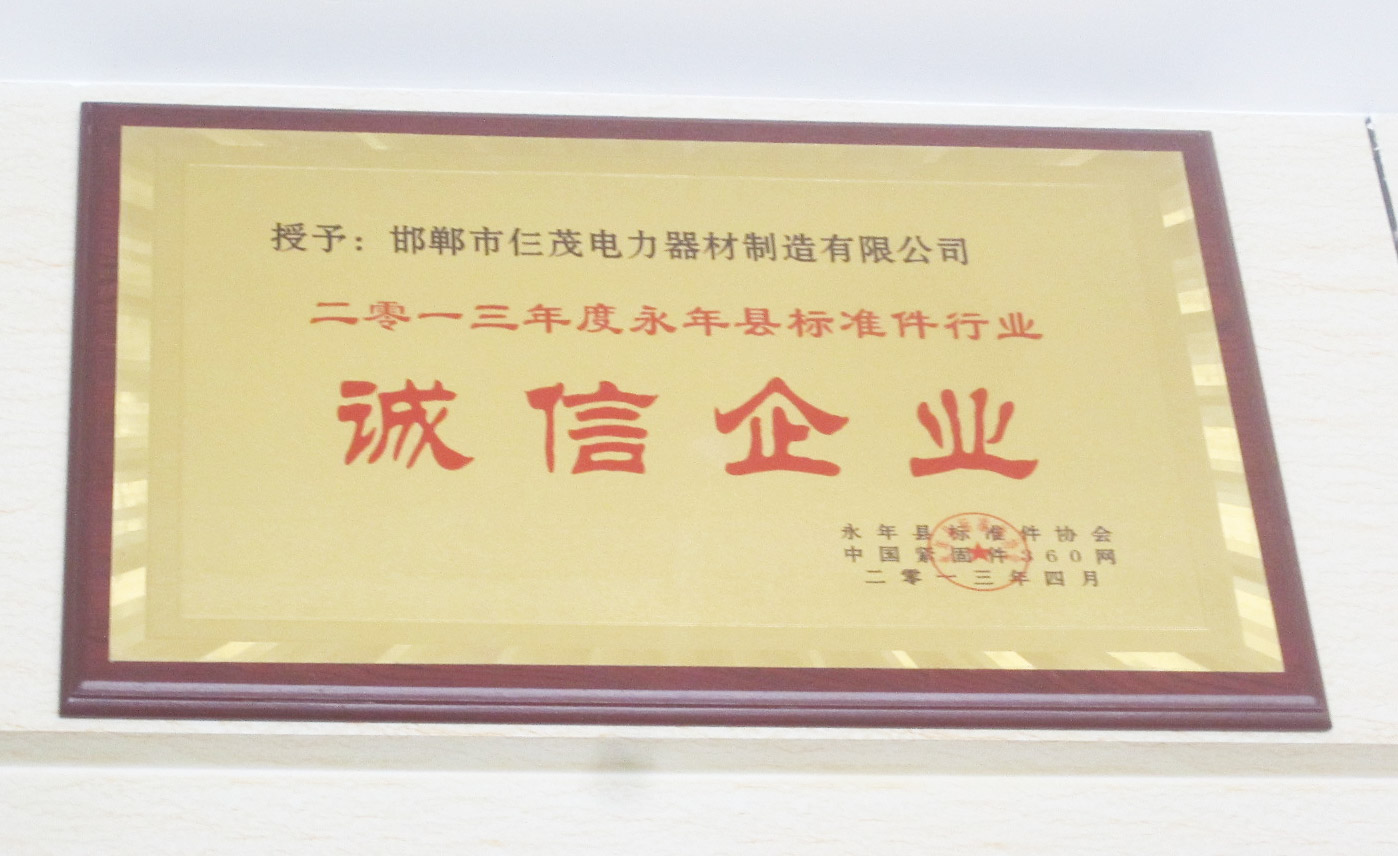 授予：邯郸市仨茂电力器材制造有限公司
二零一三年度永年县标准件行业
诚信企业
永年县标准件协会
中国紧固件360网
二零一三年四月